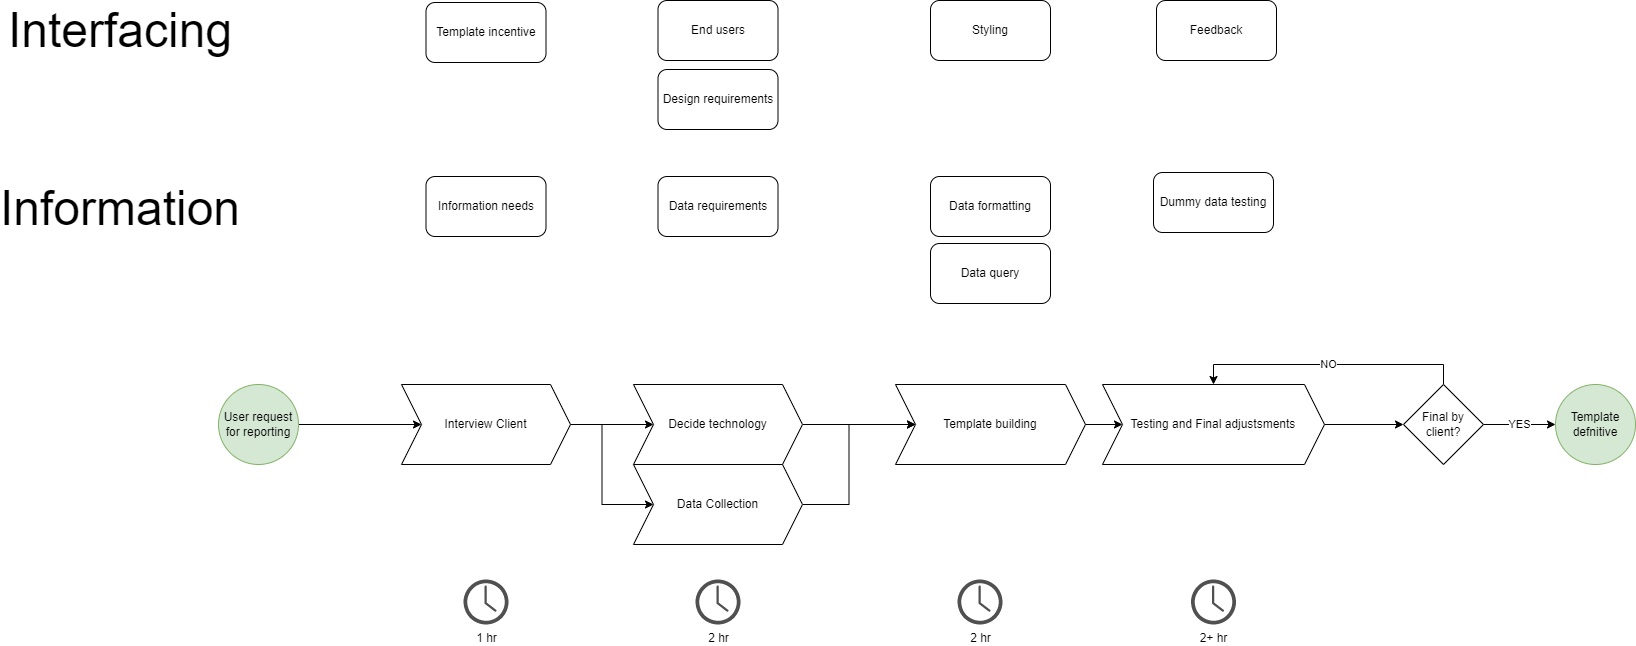 Interfacing
Template incentive
End users
Styling
Feedback
Design requirements
Information
Information needs
Data requirements
Data formatting
Dummy data testing
Data query
NO
User request
for reporting
Interview Client
Decide technology
Template building
Testing and Final adjustsments
Final by
client?
YES
Template
defnitive
Data Collection
1 hr
2 hr
2 hr
2+ hr